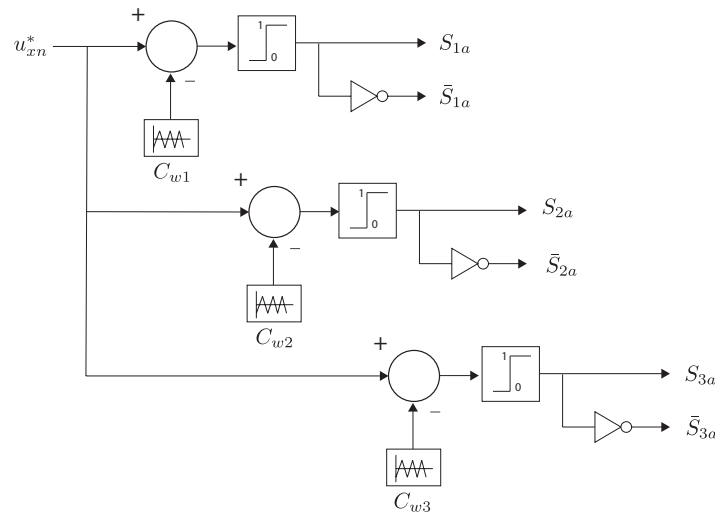 +
1
0
u*xn
S1a
−
S̄1a
Cw1
+
1
0
S2a
−
S̄2a
Cw2
+
1
0
S3a
−
S̄3a
Cw3